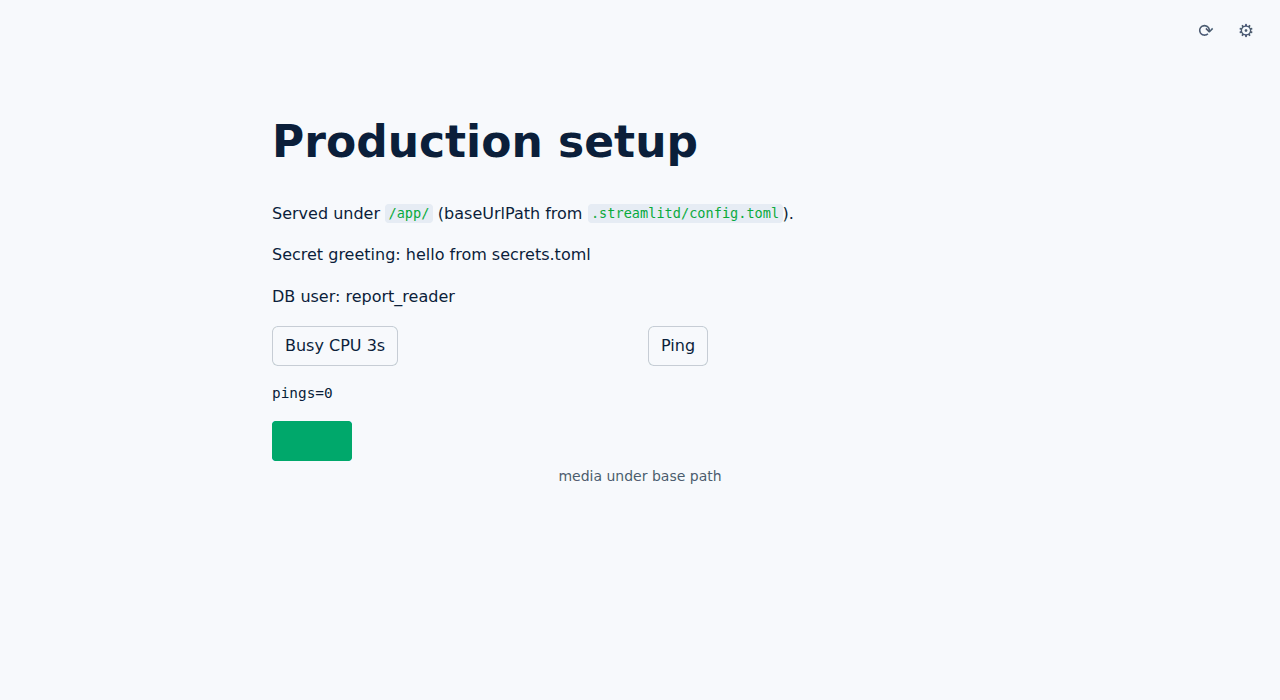 Production setup
Served under /app/ (baseUrlPath from .streamlitd/config.toml).
Secret greeting: hello from secrets.toml
DB user: report_reader
Busy CPU 3s
Ping
pings=0
media under base path